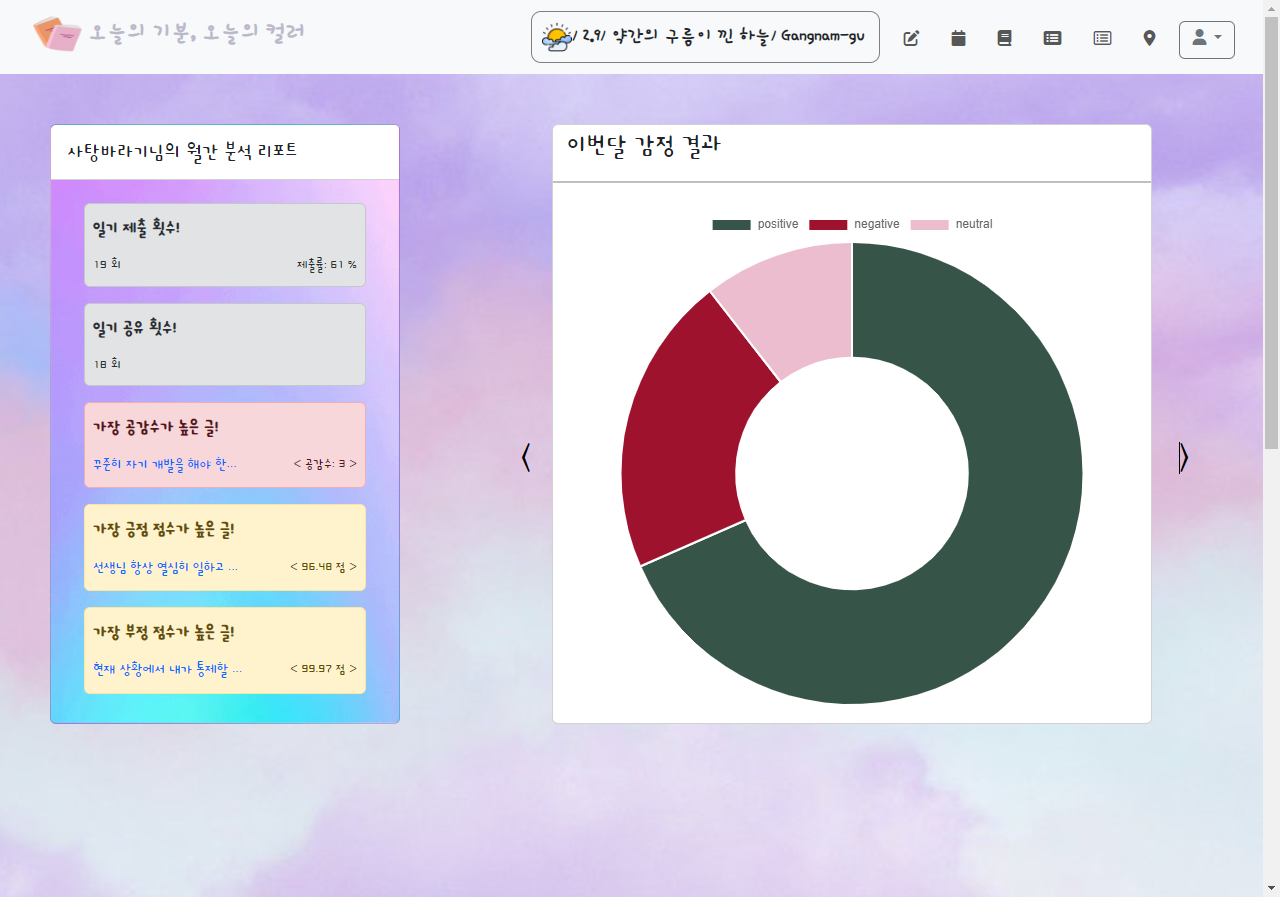 오늘의 기분, 오늘의 컬러
/ 2.9/ 약간의 구름이 낀 하늘/ Gangnam-gu
사탕바라기님의 월간 분석 리포트
일기 제출 횟수!
19 회 제출률: 61 %
일기 공유 횟수!
18 회
가장 공감수가 높은 글!
꾸준히 자기 개발을 해야 한... < 공감수: 3 >
가장 긍정 점수가 높은 글!
선생님 항상 열심히 일하고 ... < 96.48 점 >
가장 부정 점수가 높은 글!
현재 상황에서 내가 통제할 ... < 99.97 점 >
이번달 감정 결과
positive negative neutral